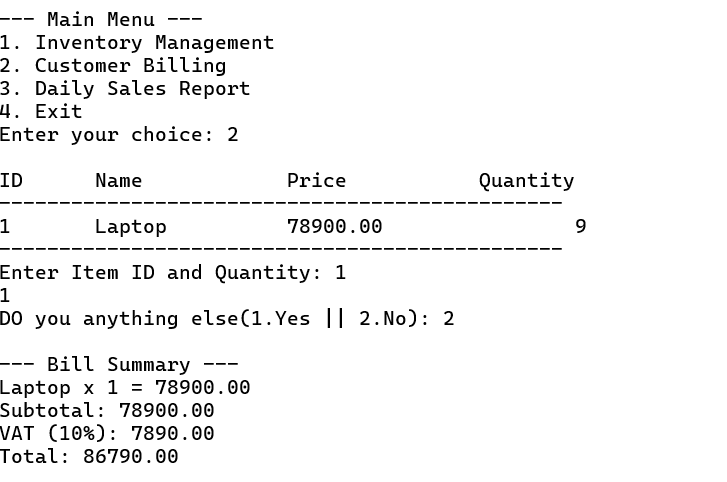 --- Main Menu ---
1. Inventory Management
2. Customer Billing
3. Daily Sales Report
4. Exit
Enter your choice: 2
ID      Name            Price           Quantity
-----------------------------------------------
1       Laptop          78900.00                9
-----------------------------------------------
Enter Item ID and Quantity: 1
1
DO you anything else(1.Yes || 2.No): 2
--- Bill Summary ---
Laptop x 1 = 78900.00
Subtotal: 78900.00
VAT (10%): 7890.00
Total: 86790.00